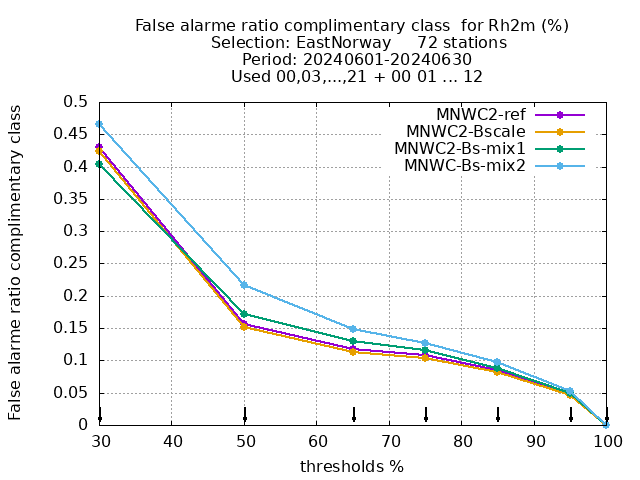 False alarme ratio complimentary class  for Rh2m (%)
Selection: EastNorway     72 stations
Period: 20240601-20240630
Used 00,03,...,21 + 00 01 ... 12
False alarme ratio complimentary class
0.5
0.45
0.4
0.35
0.3
0.25
0.2
0.15
0.1
0.05
0
MNWC2-ref
MNWC2-Bscale
MNWC2-Bs-mix1
MNWC-Bs-mix2
30 40 50 60 70 80 90 100
thresholds %